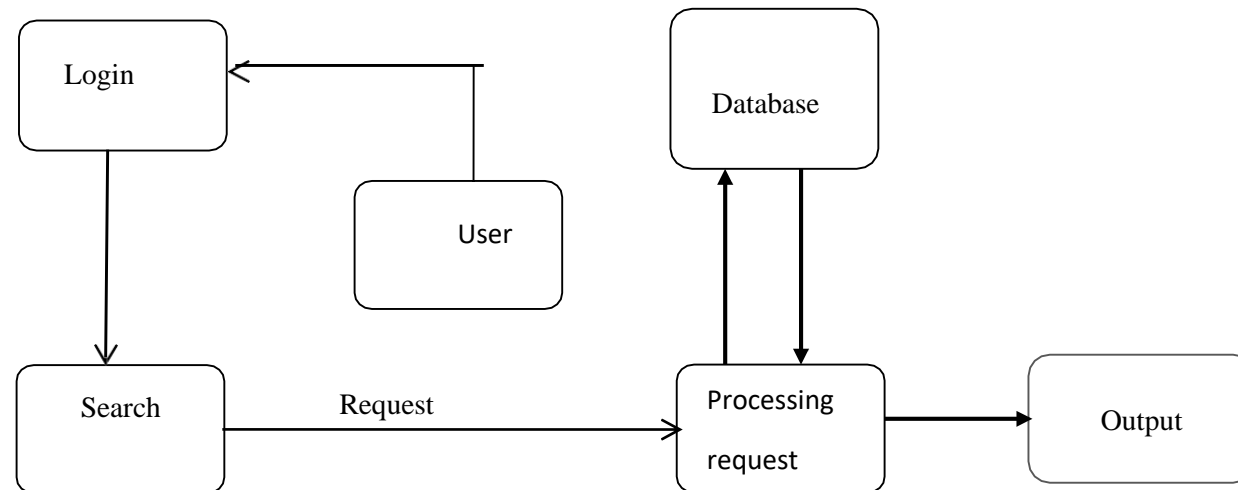 Login
Database
User
Search
Request
Processing
request
Output